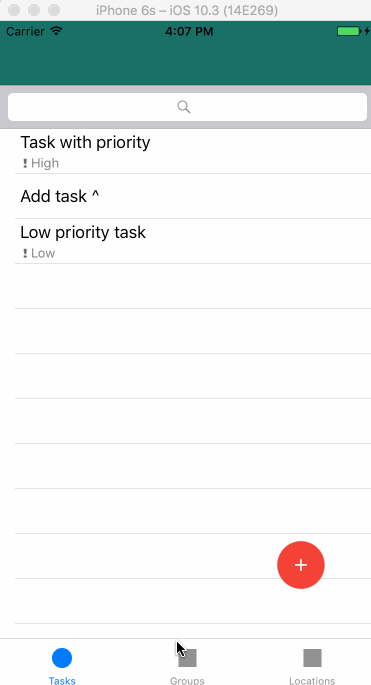 iPhone 6s – iOS 10.3 (14E269)
Carrier 4:07 PM
Task with priority
! High
Add task ^
Low priority task
! Low
+
Tasks Groups Locations